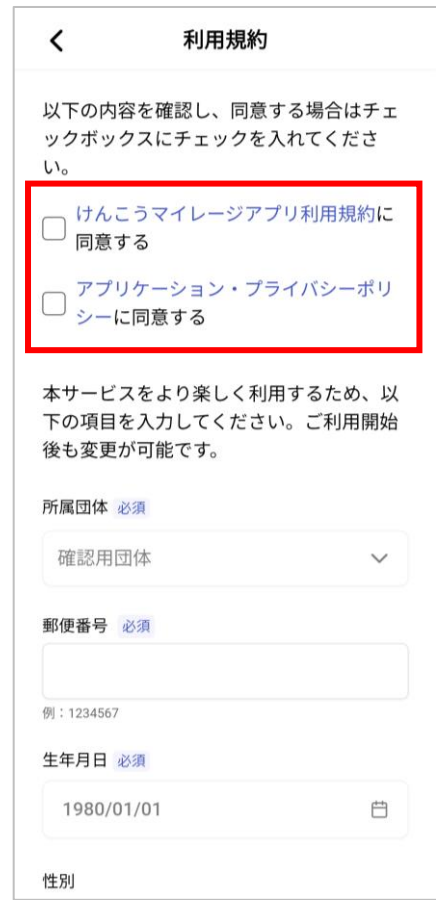 利用規約
以下の内容を確認し、同意する場合はチェ
ックボックスにチェックを入れてくださ
い。
けんこうマイレージアプリ利用規約に
同意する
アプリケーション・プライバシーポリ
シーに同意する
本サービスをより楽しく利用するため、以
下の項目を入力してください。ご利用開始
後も変更が可能です。
所属団体 必須
確認用団体
郵便番号 必須
例：1234567
生年月日 必須
1980/01/01
性別